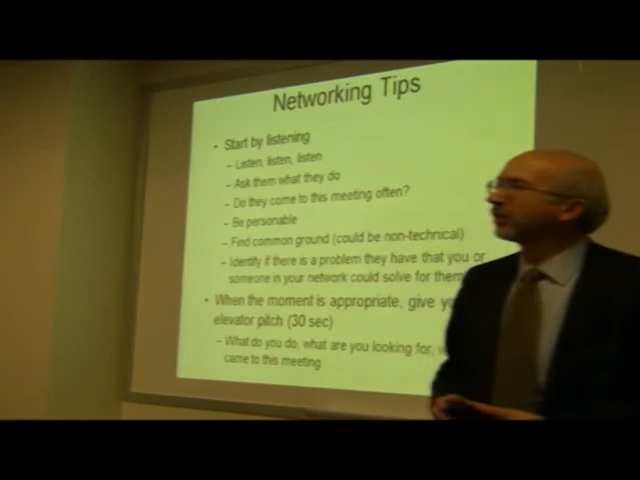 Networking Tips
• Start by listening
– Listen, listen, listen
– Ask them what they do
– Do they come to this meeting often?
– Be personable
– Find common ground (could be non-technical)
– Identify if there is a problem they have that you or
someone in your network could solve for them
• When the moment is appropriate, give
elevator pitch (30 sec)
– What do you do, what are you looking for,
came to this meeting